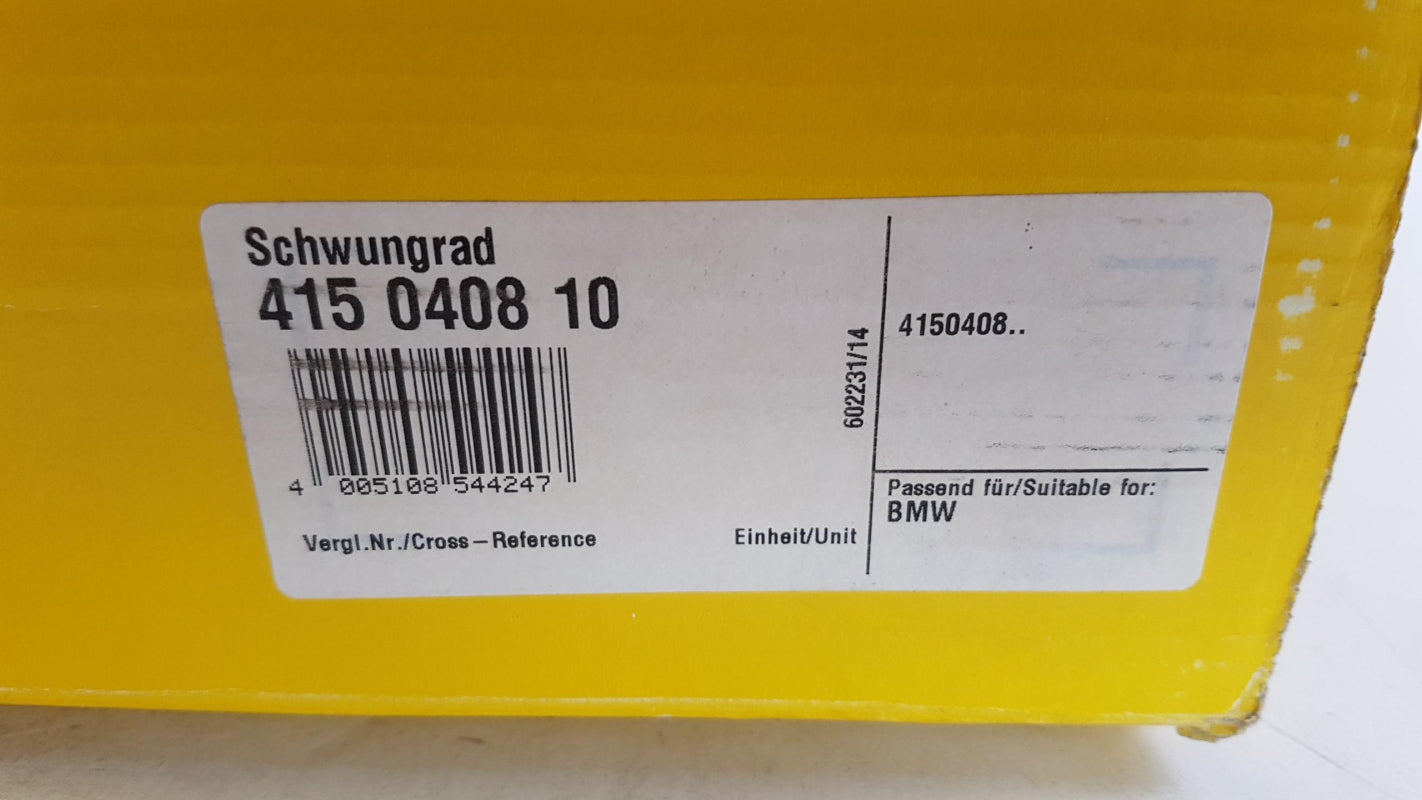 Schwungrad
415 0408 10
4 005108 544247
Vergl.Nr./Cross-Reference
Einheit/Unit
602231/14
4150408..
Passend für/Suitable for:
BMW